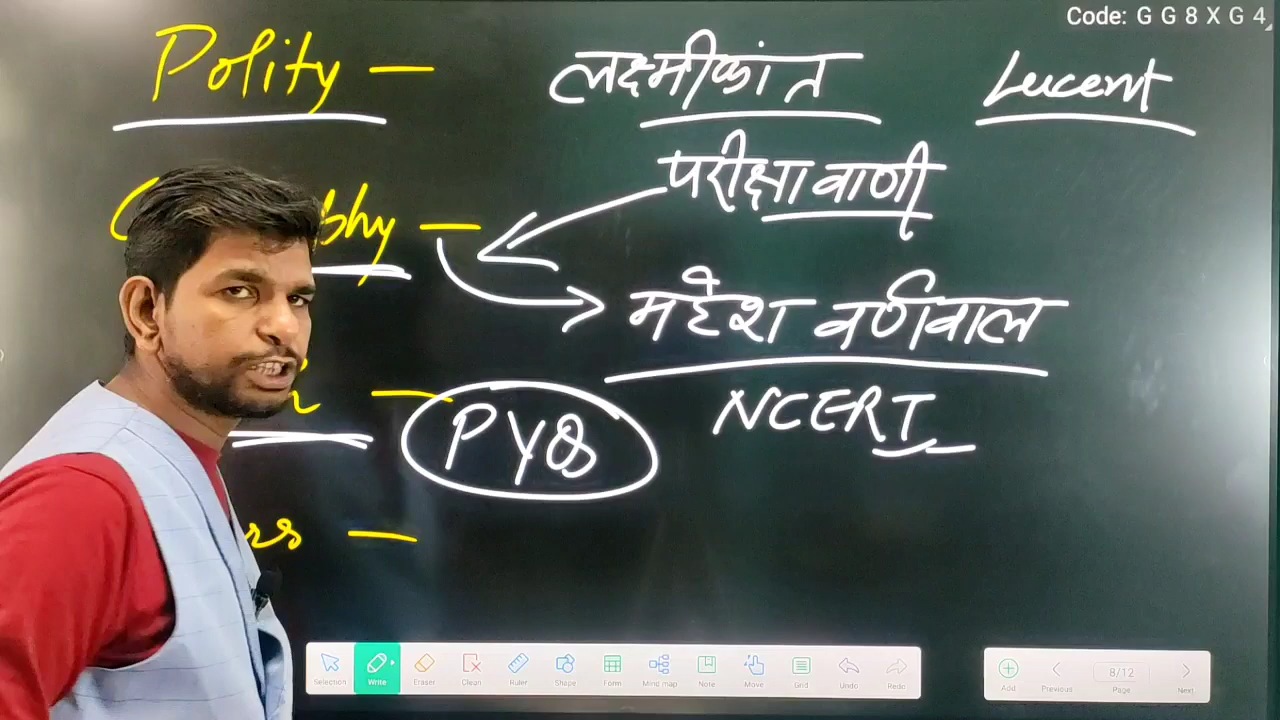 Code: G G 8 X G 4
Polity — लक्ष्मीकांत Lucent
परीक्षा वाणी
महेश वर्णवाल
PYQ NCERT
Selection Write Eraser Clean Ruler Shape Form Mind map Note Move Grid Undo Redo
Add Previous 8/12 Page Next